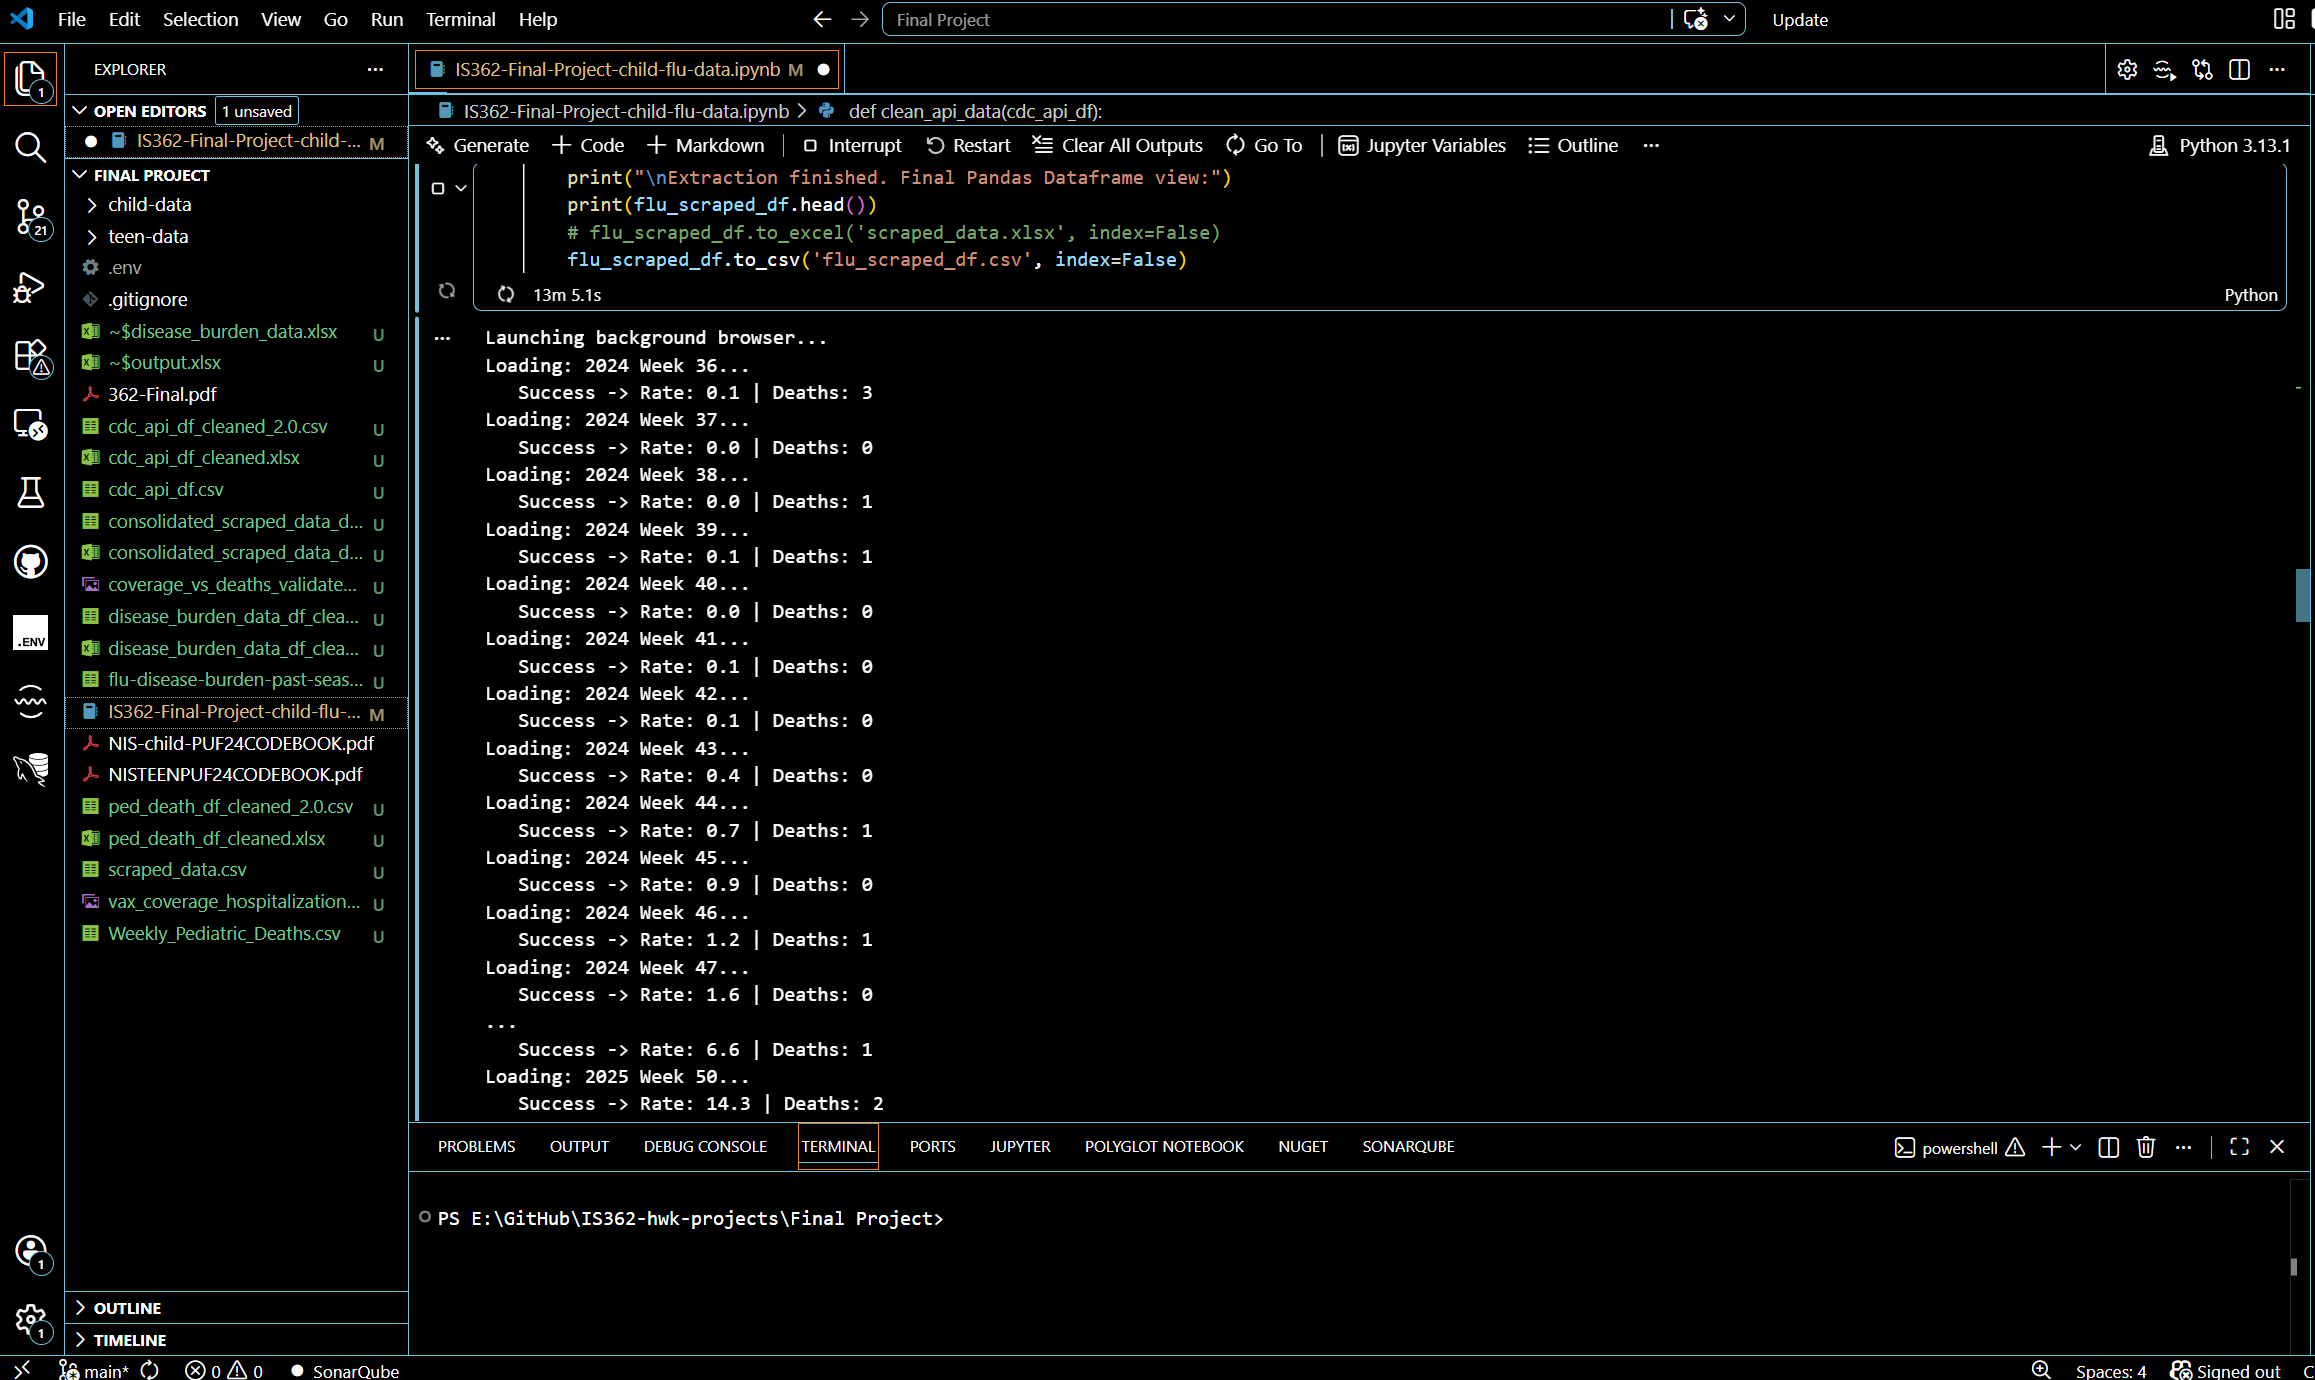 File Edit Selection View Go Run Terminal Help
Final Project
Update
EXPLORER
OPEN EDITORS 1 unsaved
IS362-Final-Project-child-... M
FINAL PROJECT
child-data
teen-data
.env
.gitignore
~$disease_burden_data.xlsx U
~$output.xlsx U
362-Final.pdf
cdc_api_df_cleaned_2.0.csv U
cdc_api_df_cleaned.xlsx U
cdc_api_df.csv U
consolidated_scraped_data_d... U
consolidated_scraped_data_d... U
coverage_vs_deaths_validate... U
disease_burden_data_df_clea... U
disease_burden_data_df_clea... U
flu-disease-burden-past-seas... U
IS362-Final-Project-child-flu-... M
NIS-child-PUF24CODEBOOK.pdf
NISTEENPUF24CODEBOOK.pdf
ped_death_df_cleaned_2.0.csv U
ped_death_df_cleaned.xlsx U
scraped_data.csv U
vax_coverage_hospitalization... U
Weekly_Pediatric_Deaths.csv U
OUTLINE
TIMELINE
1
21
.ENV
1
1
IS362-Final-Project-child-flu-data.ipynb M
IS362-Final-Project-child-flu-data.ipynb > def clean_api_data(cdc_api_df):
Generate + Code + Markdown Interrupt Restart Clear All Outputs Go To Jupyter Variables Outline ... Python 3.13.1
print("\nExtraction finished. Final Pandas Dataframe view:")
print(flu_scraped_df.head())
# flu_scraped_df.to_excel('scraped_data.xlsx', index=False)
flu_scraped_df.to_csv('flu_scraped_df.csv', index=False)
13m 5.1s
Python
Launching background browser...
Loading: 2024 Week 36...
Success -> Rate: 0.1 | Deaths: 3
Loading: 2024 Week 37...
Success -> Rate: 0.0 | Deaths: 0
Loading: 2024 Week 38...
Success -> Rate: 0.0 | Deaths: 1
Loading: 2024 Week 39...
Success -> Rate: 0.1 | Deaths: 1
Loading: 2024 Week 40...
Success -> Rate: 0.0 | Deaths: 0
Loading: 2024 Week 41...
Success -> Rate: 0.1 | Deaths: 0
Loading: 2024 Week 42...
Success -> Rate: 0.1 | Deaths: 0
Loading: 2024 Week 43...
Success -> Rate: 0.4 | Deaths: 0
Loading: 2024 Week 44...
Success -> Rate: 0.7 | Deaths: 1
Loading: 2024 Week 45...
Success -> Rate: 0.9 | Deaths: 0
Loading: 2024 Week 46...
Success -> Rate: 1.2 | Deaths: 1
Loading: 2024 Week 47...
Success -> Rate: 1.6 | Deaths: 0
...
Success -> Rate: 6.6 | Deaths: 1
Loading: 2025 Week 50...
Success -> Rate: 14.3 | Deaths: 2
PROBLEMS OUTPUT DEBUG CONSOLE TERMINAL PORTS JUPYTER POLYGLOT NOTEBOOK NUGET SONARQUBE
powershell
PS E:\GitHub\IS362-hwk-projects\Final Project>
main* 0 0 SonarQube
Spaces: 4 Signed out C